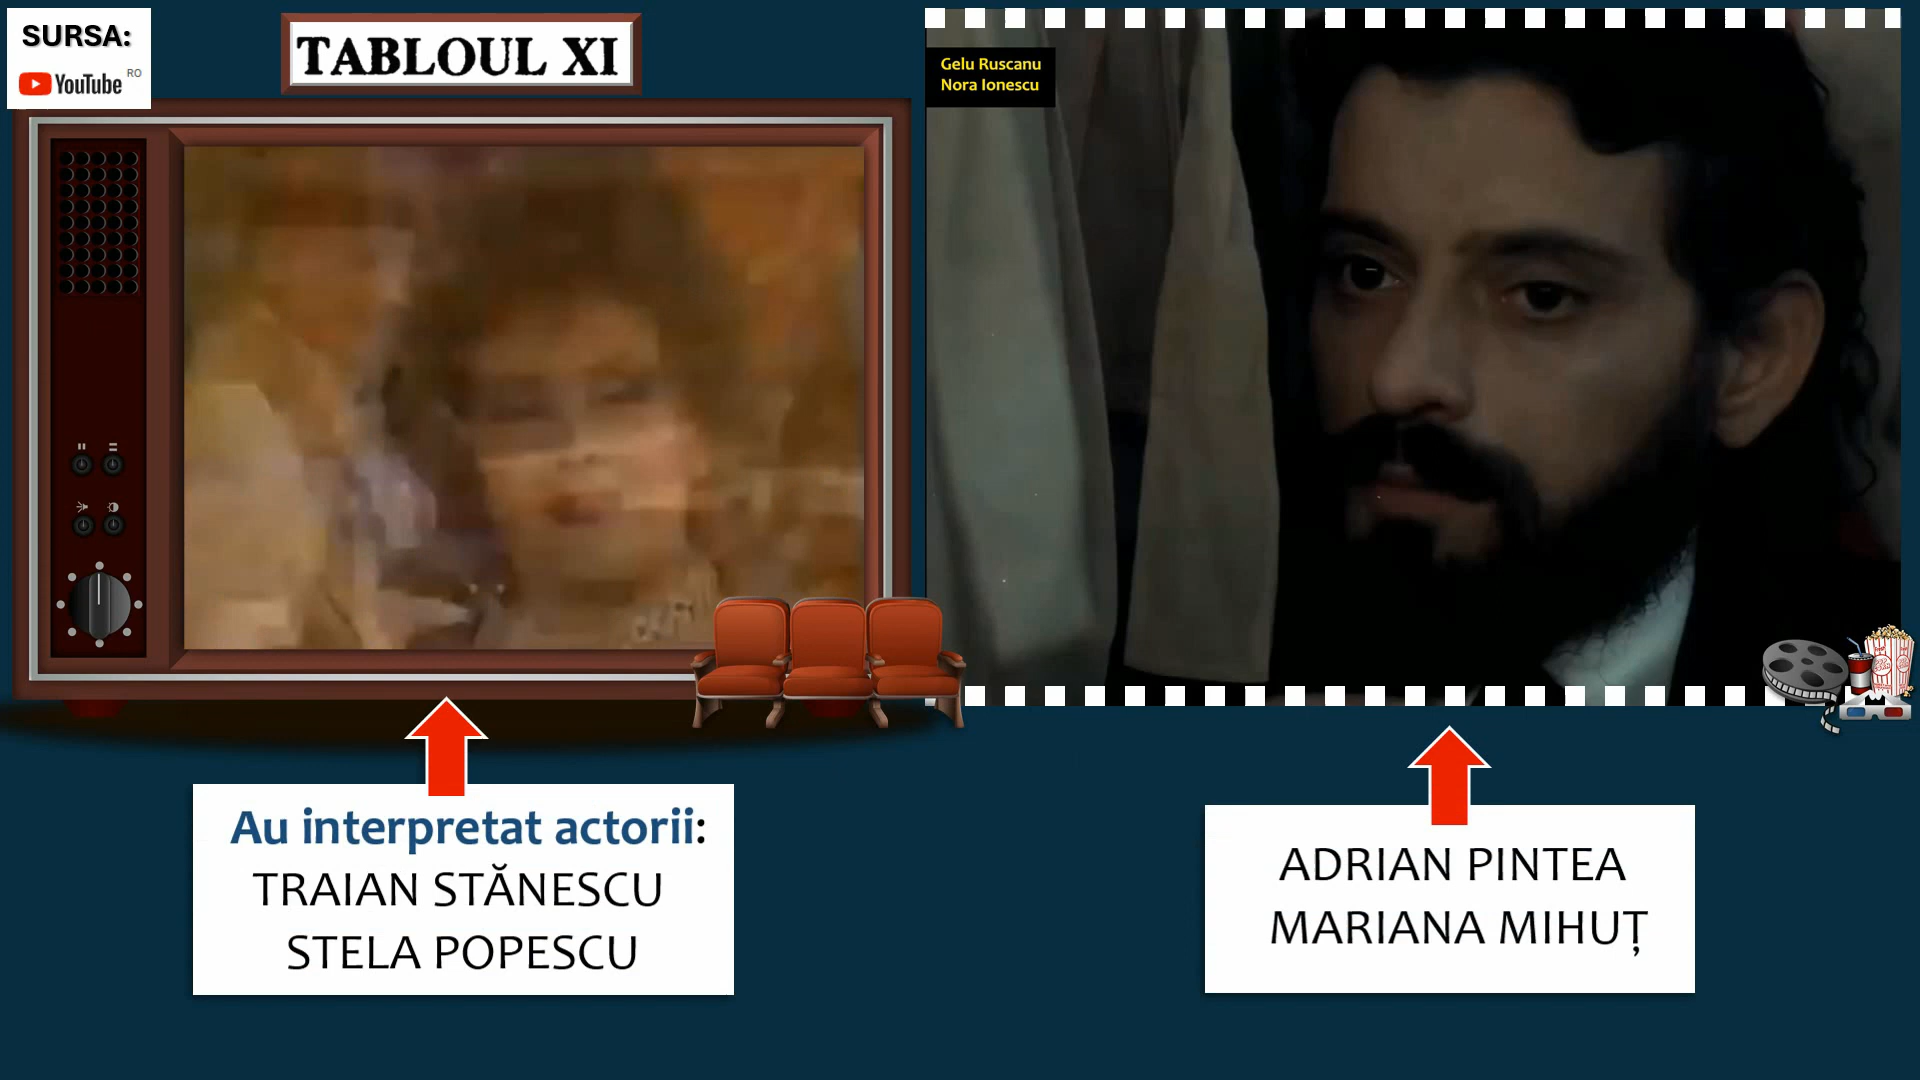 SURSA:
YouTube RO
TABLOUL XI
Gelu Ruscanu
Nora Ionescu
Au interpretat actorii:
TRAIAN STĂNESCU
STELA POPESCU
ADRIAN PINTEA
MARIANA MIHUȚ